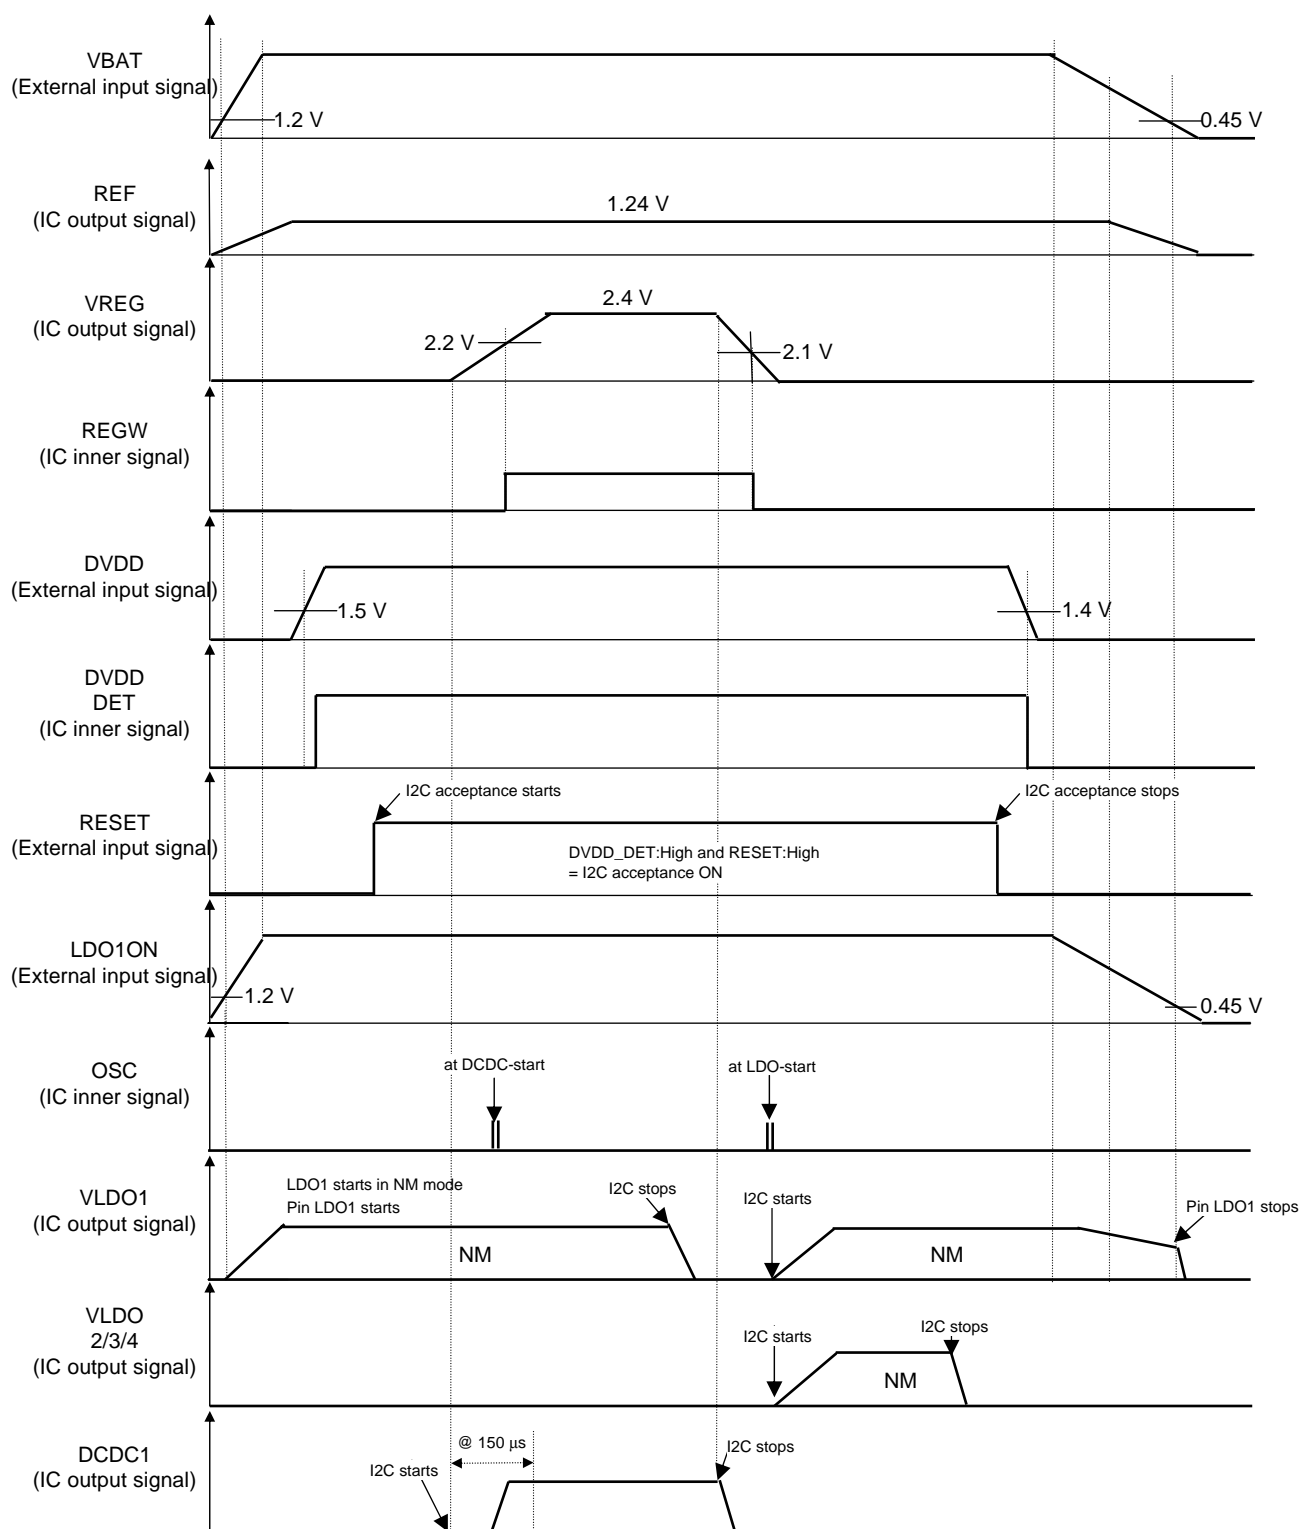 VBAT
(External input signal)
1.2 V
0.45 V
REF
(IC output signal)
1.24 V
VREG
(IC output signal)
2.4 V
2.2 V
2.1 V
REGW
(IC inner signal)
DVDD
(External input signal)
1.5 V
1.4 V
DVDD
DET
(IC inner signal)
I2C acceptance starts
I2C acceptance stops
RESET
(External input signal)
DVDD_DET:High and RESET:High
= I2C acceptance ON
LDO1ON
(External input signal)
1.2 V
0.45 V
OSC
(IC inner signal)
at DCDC-start
at LDO-start
VLDO1
(IC output signal)
LDO1 starts in NM mode
Pin LDO1 starts
I2C stops
I2C starts
Pin LDO1 stops
NM
NM
VLDO
2/3/4
(IC output signal)
I2C starts
I2C stops
NM
DCDC1
(IC output signal)
@ 150 μs
I2C starts
I2C stops